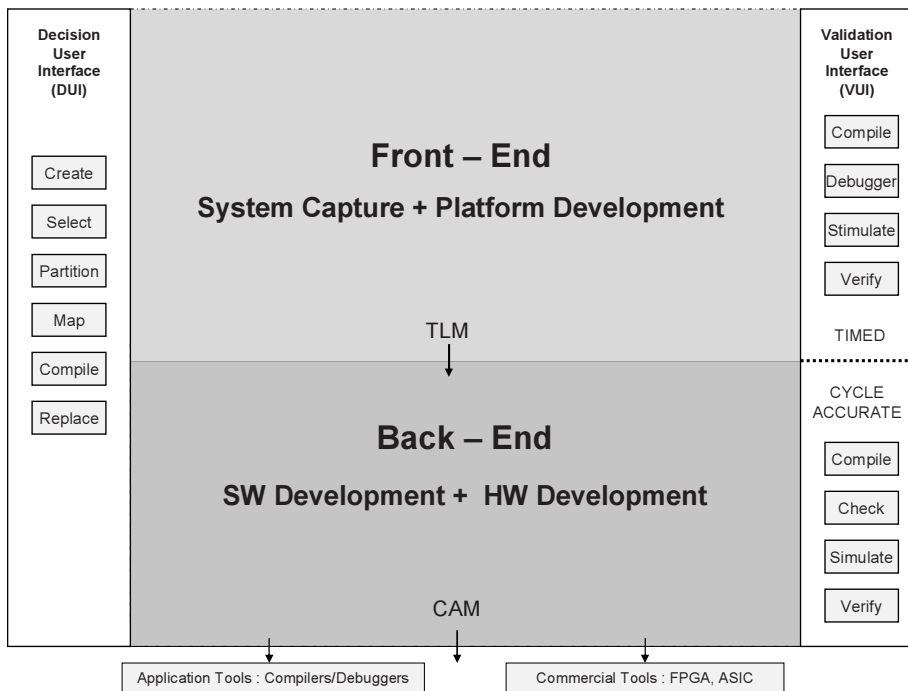 Decision
User
Interface
(DUI)
Create
Select
Partition
Map
Compile
Replace
Front – End
System Capture + Platform Development
TLM
Back – End
SW Development + HW Development
CAM
Validation
User
Interface
(VUI)
Compile
Debugger
Stimulate
Verify
TIMED
CYCLE
ACCURATE
Compile
Check
Simulate
Verify
Application Tools : Compilers/Debuggers
Commercial Tools : FPGA, ASIC